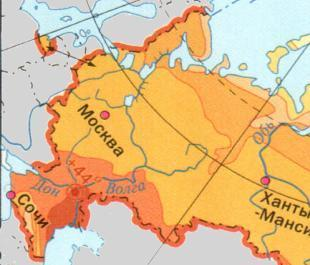 Москва
Обь
+44°
Дон
Волга
Сочи
Ханты
-Манси